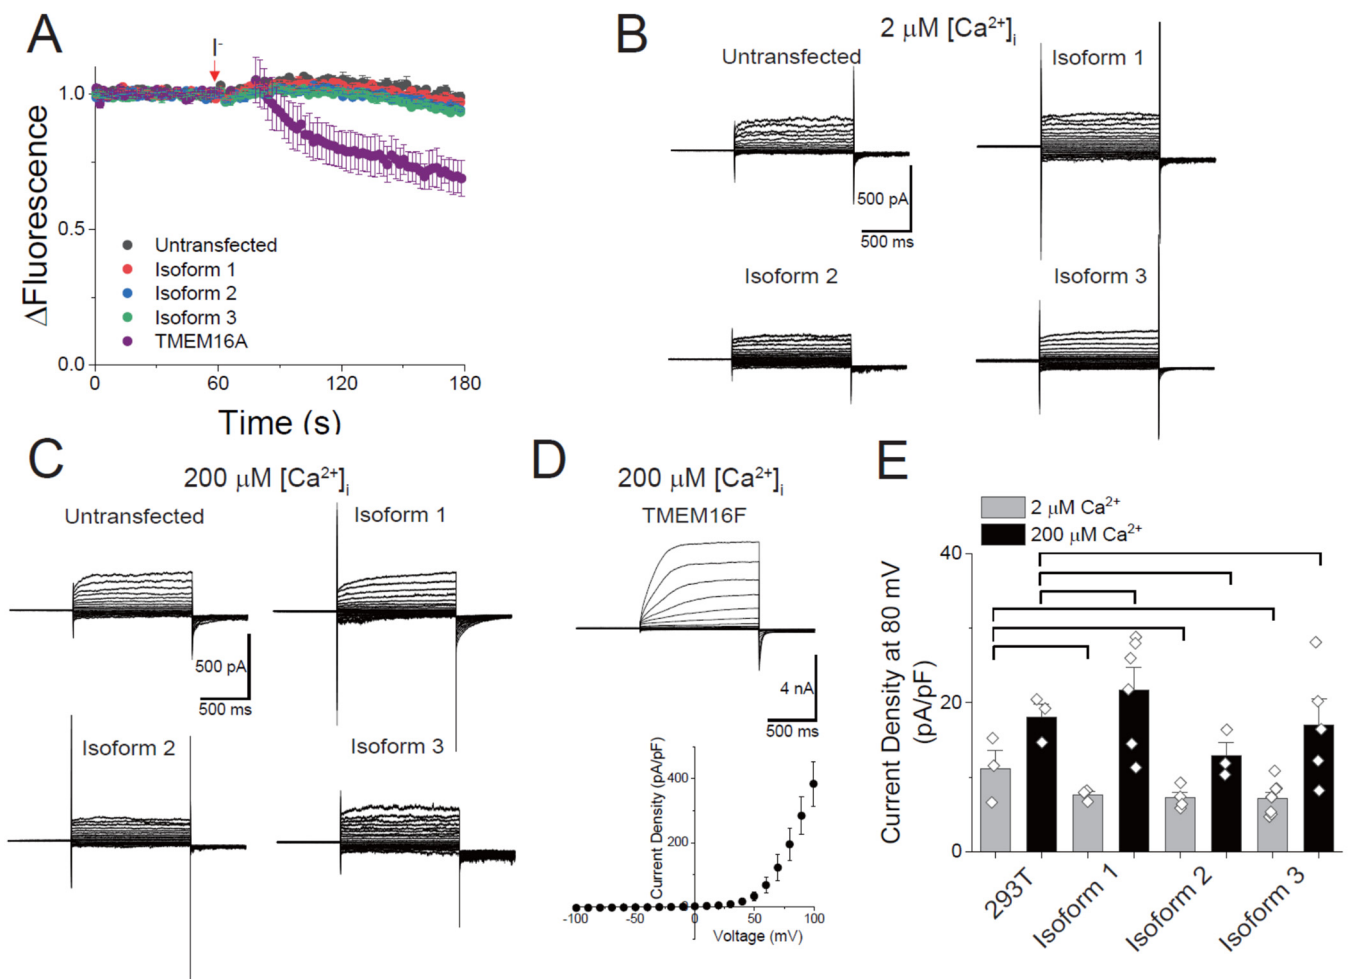 A
I⁻
1.0
0.5
0.0
ΔFluorescence
Untransfected
Isoform 1
Isoform 2
Isoform 3
TMEM16A
0
60
120
180
Time (s)
B
2 μM [Ca²⁺]ᵢ
Untransfected
Isoform 1
500 pA
500 ms
Isoform 2
Isoform 3
C
200 μM [Ca²⁺]ᵢ
Untransfected
Isoform 1
500 pA
500 ms
Isoform 2
Isoform 3
D
200 μM [Ca²⁺]ᵢ
TMEM16F
4 nA
500 ms
Current Density (pA/pF)
400
200
0
-100
-50
0
50
100
Voltage (mV)
E
2 μM Ca²⁺
200 μM Ca²⁺
Current Density at 80 mV
(pA/pF)
40
20
0
293T
Isoform 1
Isoform 2
Isoform 3